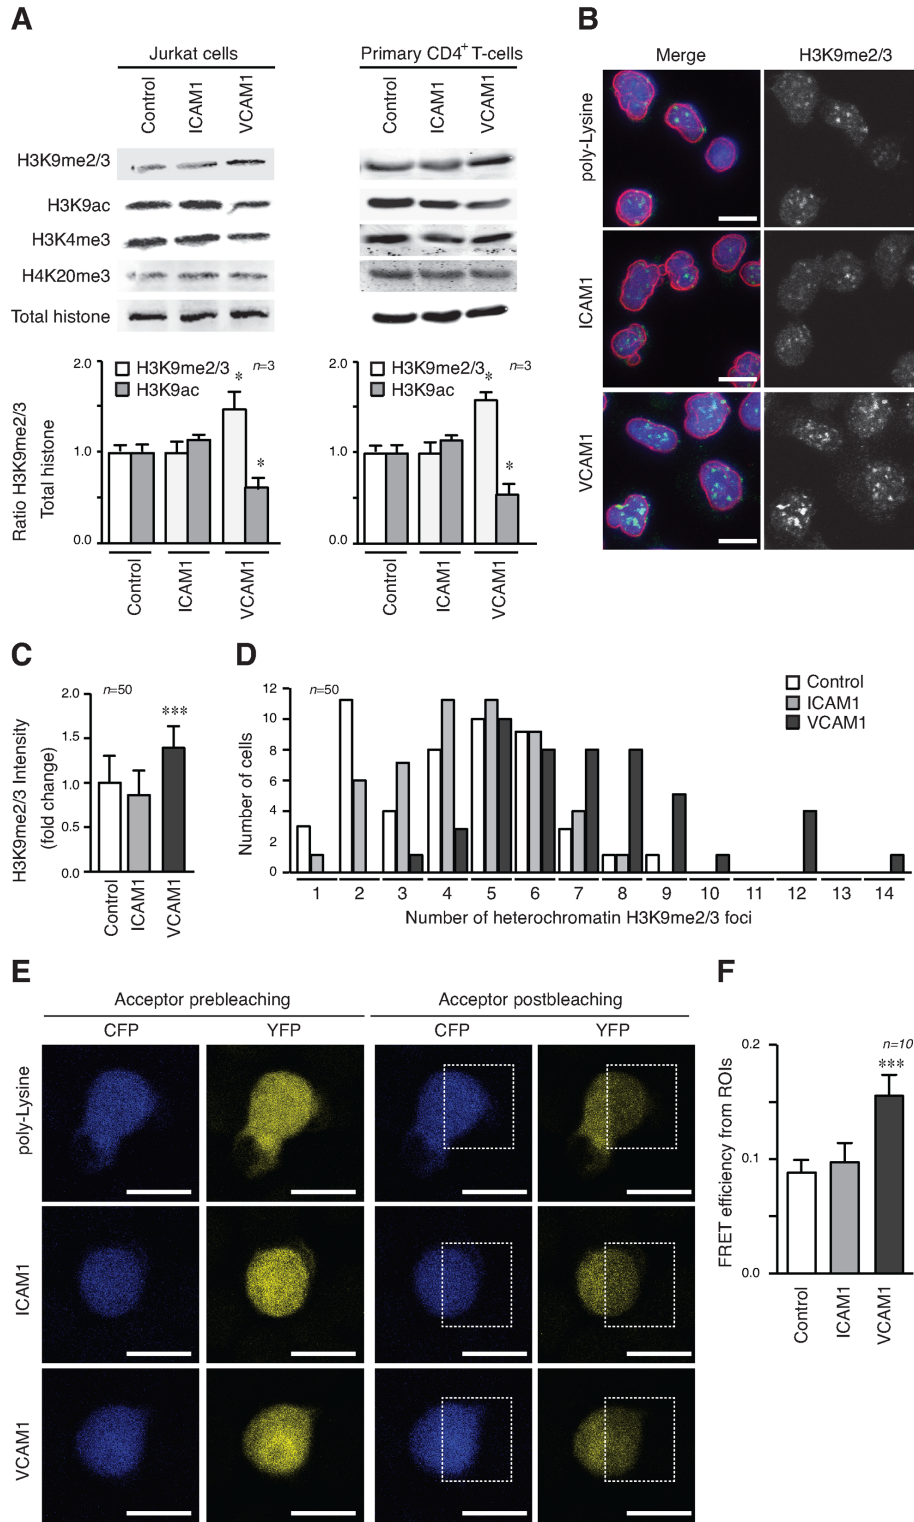 A
Jurkat cells
Primary CD4+ T-cells
Control
ICAM1
VCAM1
Control
ICAM1
VCAM1
H3K9me2/3
H3K9ac
H3K4me3
H4K20me3
Total histone
Ratio H3K9me2/3
Total histone
2.0
1.0
0.0
H3K9me2/3
H3K9ac
n=3
*
*
Control
ICAM1
VCAM1
2.0
1.0
0.0
H3K9me2/3
H3K9ac
n=3
*
*
Control
ICAM1
VCAM1
B
Merge
H3K9me2/3
poly-Lysine
ICAM1
VCAM1
C
H3K9me2/3 Intensity
(fold change)
2.0
1.5
1.0
0.5
0.0
n=50
***
Control
ICAM1
VCAM1
D
Number of cells
12
10
8
4
2
0
n=50
Control
ICAM1
VCAM1
1 2 3 4 5 6 7 8 9 10 11 12 13 14
Number of heterochromatin H3K9me2/3 foci
E
Acceptor prebleaching
Acceptor postbleaching
CFP
YFP
CFP
YFP
poly-Lysine
ICAM1
VCAM1
F
FRET efficiency from ROIs
0.2
0.1
0.0
n=10
***
Control
ICAM1
VCAM1